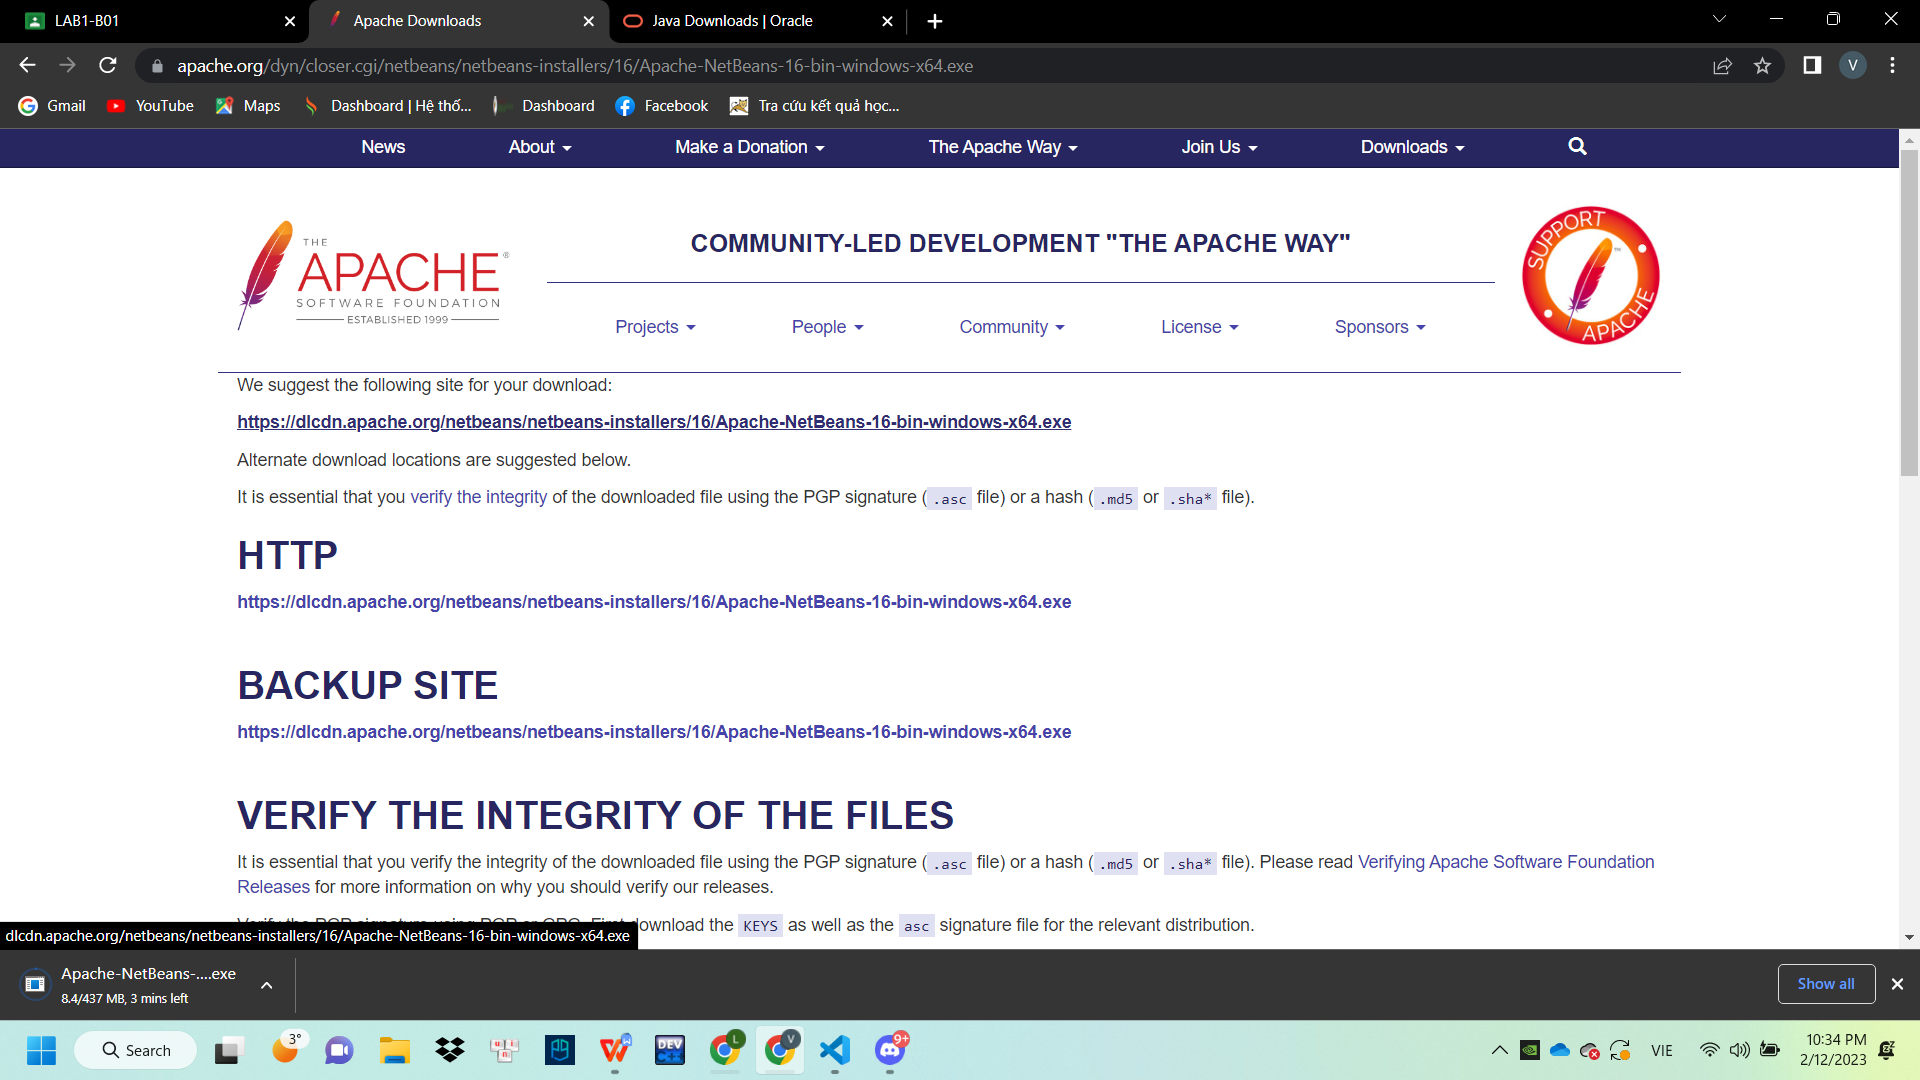 LAB1-B01
Apache Downloads
Java Downloads | Oracle
apache.org/dyn/closer.cgi/netbeans/netbeans-installers/16/Apache-NetBeans-16-bin-windows-x64.exe
V
Gmail
YouTube
Maps
Dashboard | Hệ thố...
Dashboard
Facebook
Tra cứu kết quả học...
News
About
Make a Donation
The Apache Way
Join Us
Downloads
THE
APACHE®
SOFTWARE FOUNDATION
ESTABLISHED 1999
COMMUNITY-LED DEVELOPMENT "THE APACHE WAY"
SUPPORT
APACHE
Projects
People
Community
License
Sponsors
We suggest the following site for your download:
https://dlcdn.apache.org/netbeans/netbeans-installers/16/Apache-NetBeans-16-bin-windows-x64.exe
Alternate download locations are suggested below.
It is essential that you verify the integrity of the downloaded file using the PGP signature ( .asc file) or a hash ( .md5 or .sha* file).
HTTP
https://dlcdn.apache.org/netbeans/netbeans-installers/16/Apache-NetBeans-16-bin-windows-x64.exe
BACKUP SITE
https://dlcdn.apache.org/netbeans/netbeans-installers/16/Apache-NetBeans-16-bin-windows-x64.exe
VERIFY THE INTEGRITY OF THE FILES
It is essential that you verify the integrity of the downloaded file using the PGP signature ( .asc file) or a hash ( .md5 or .sha* file). Please read Verifying Apache Software Foundation
Releases for more information on why you should verify our releases.
Verify the PGP signature using PGP or GPG. First download the KEYS as well as the asc signature file for the relevant distribution.
dlcdn.apache.org/netbeans/netbeans-installers/16/Apache-NetBeans-16-bin-windows-x64.exe
Apache-NetBeans-....exe
8.4/437 MB, 3 mins left
Show all
Search
3°
DEV
C++
L
V
9+
VIE
10:34 PM
2/12/2023